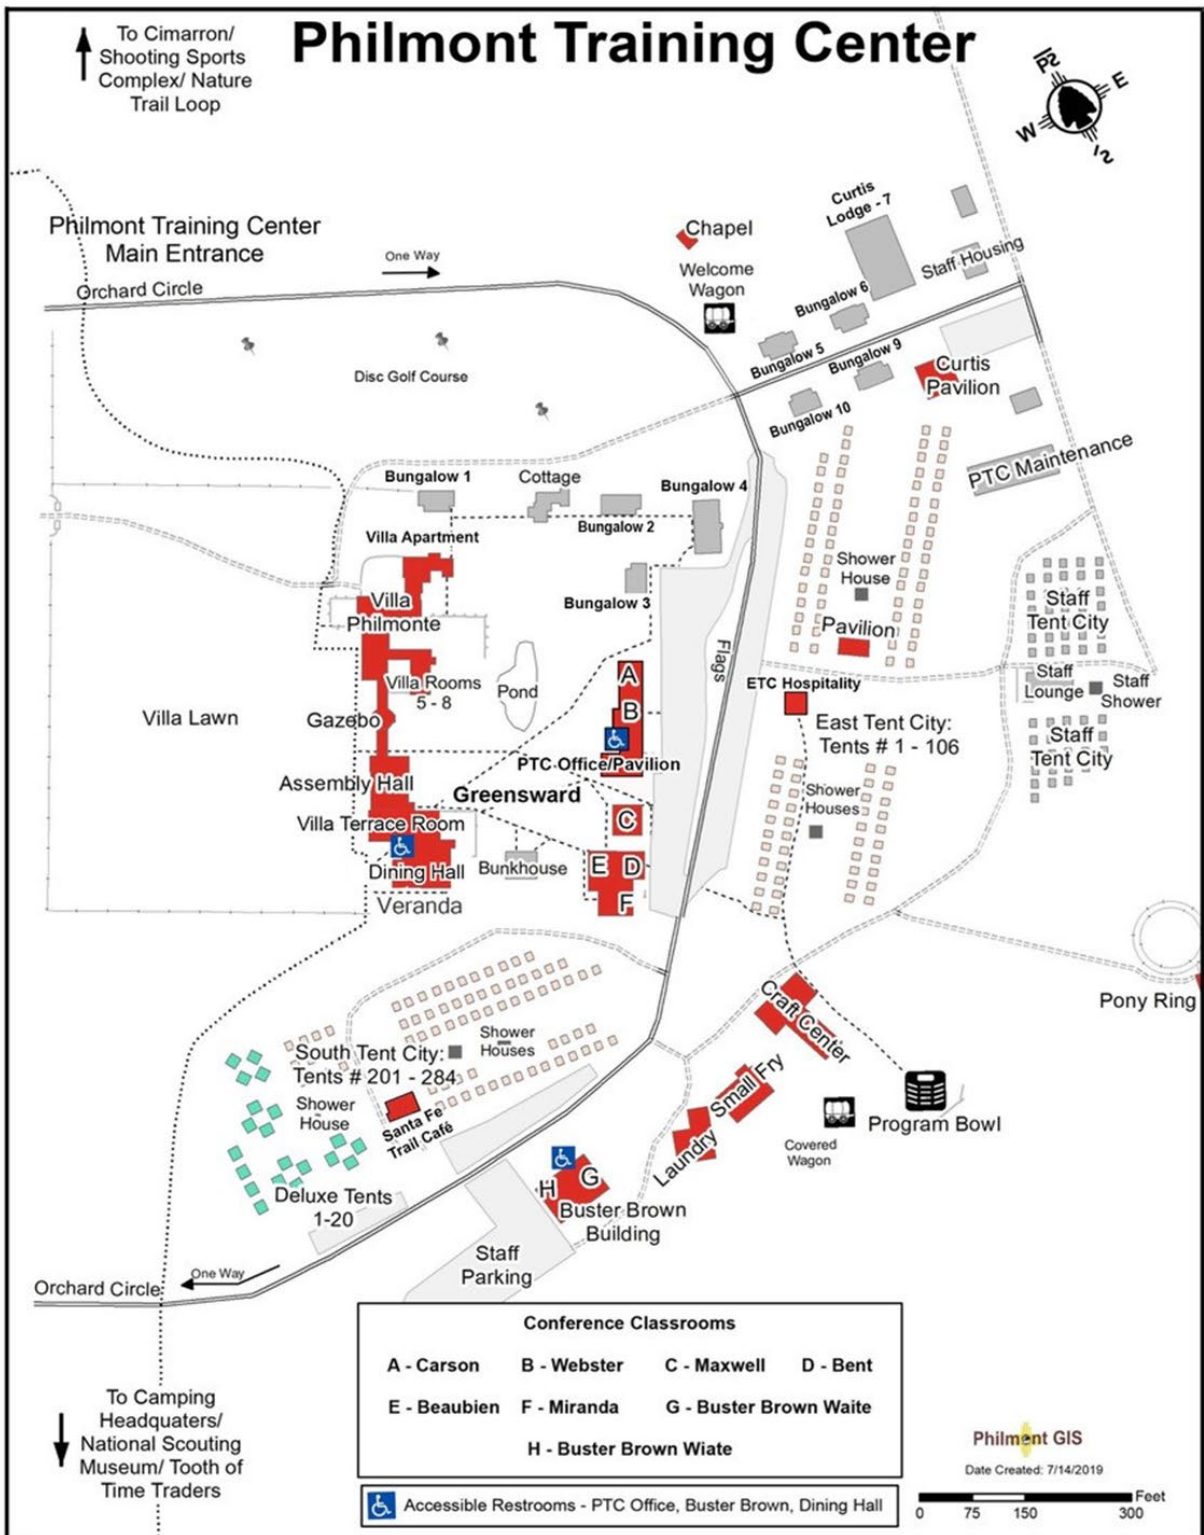 Philmont Training Center
To Cimarron/
Shooting Sports
Complex/ Nature
Trail Loop
E
W
S
Philmont Training Center
Main Entrance
Orchard Circle
One Way
Chapel
Welcome
Wagon
Curtis
Lodge - 7
Staff Housing
Bungalow 6
Bungalow 5
Bungalow 9
Bungalow 10
Curtis
Pavilion
Disc Golf Course
PTC Maintenance
Bungalow 1
Cottage
Bungalow 2
Bungalow 4
Villa Apartment
Bungalow 3
Shower
House
Pavilion
Staff
Tent City
Villa
Philmonte
Villa Rooms
5 - 8
Pond
A
B
Flags
ETC Hospitality
Staff
Lounge
Staff
Shower
Villa Lawn
Gazebo
East Tent City:
Tents # 1 - 106
Staff
Tent City
PTC Office/Pavilion
Assembly Hall
Greensward
Shower
Houses
C
Villa Terrace Room
Dining Hall
Bunkhouse
E
D
F
Veranda
Pony Ring
Craft Center
South Tent City:
Tents # 201 - 284
Shower
Houses
Shower
House
Santa Fe
Trail Café
Small Fry
Laundry
Covered
Wagon
Program Bowl
Deluxe Tents
1-20
H
G
Buster Brown
Building
Staff
Parking
One Way
Orchard Circle
Conference Classrooms
A - Carson B - Webster C - Maxwell D - Bent
E - Beaubien F - Miranda G - Buster Brown Waite
H - Buster Brown Wiate
Accessible Restrooms - PTC Office, Buster Brown, Dining Hall
To Camping
Headquaters/
National Scouting
Museum/ Tooth of
Time Traders
Philmont GIS
Date Created: 7/14/2019
Feet
0 75 150 300